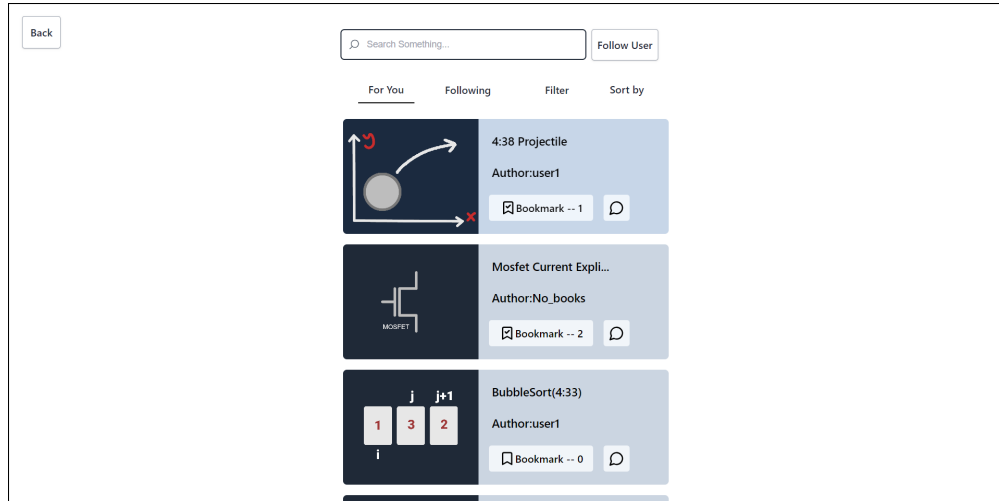 Back
Search Something...
Follow User
For You
Following
Filter
Sort by
y
x
4:38 Projectile
Author:user1
Bookmark -- 1
MOSFET
Mosfet Current Expli...
Author:No_books
Bookmark -- 2
j
j+1
1
3
2
i
BubbleSort(4:33)
Author:user1
Bookmark -- 0